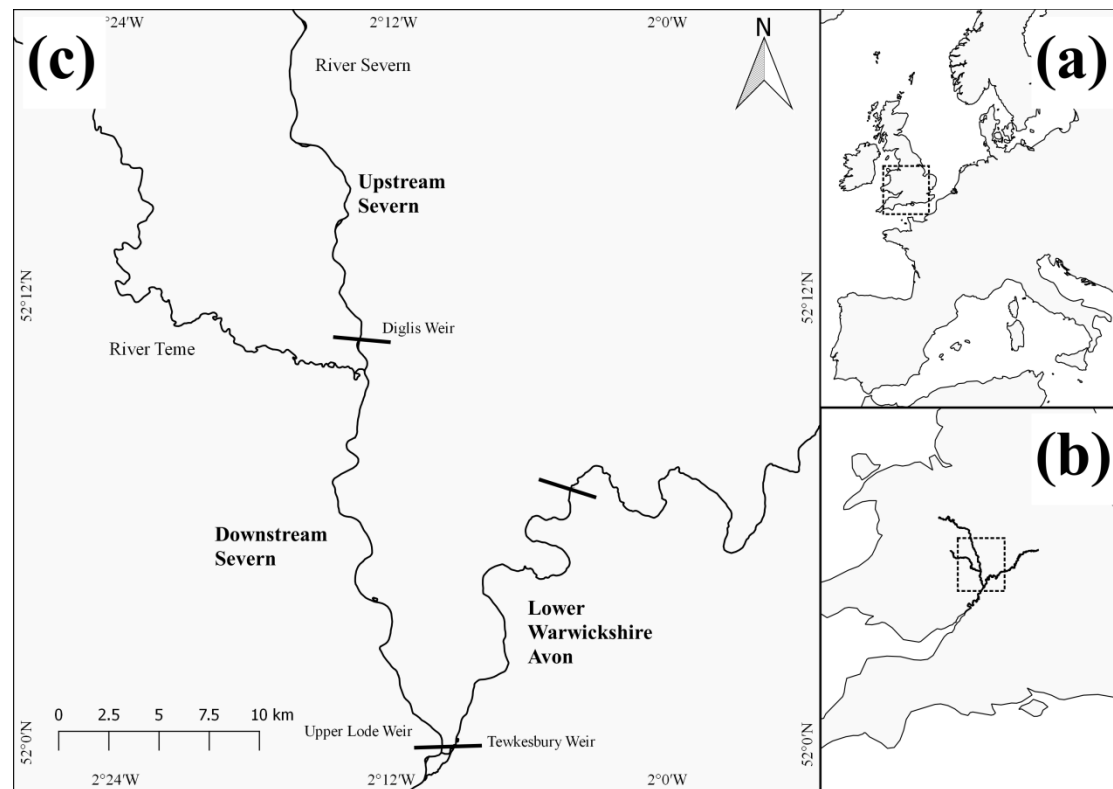 (c)
24'W
2°12'W
2°0'W
N
River Severn
Upstream
Severn
52°12'N
52°12'N
Diglis Weir
River Teme
Downstream
Severn
Lower
Warwickshire
Avon
0 2.5 5 7.5 10 km
Upper Lode Weir
Tewkesbury Weir
52°0'N
52°0'N
2°24'W
2°12'W
2°0'W
(a)
(b)